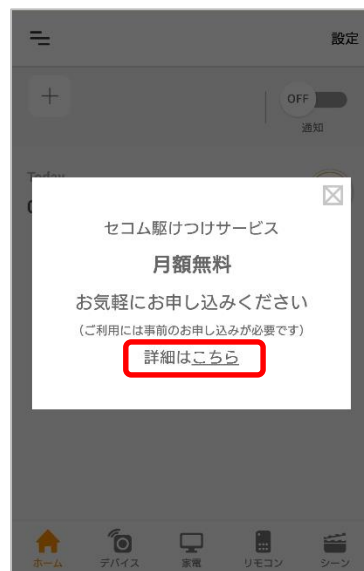 設定
OFF
通知
Today
セコム駆けつけサービス
月額無料
お気軽にお申し込みください
(ご利用には事前のお申し込みが必要です)
詳細はこちら
ホーム
デバイス
家電
リモコン
シーン